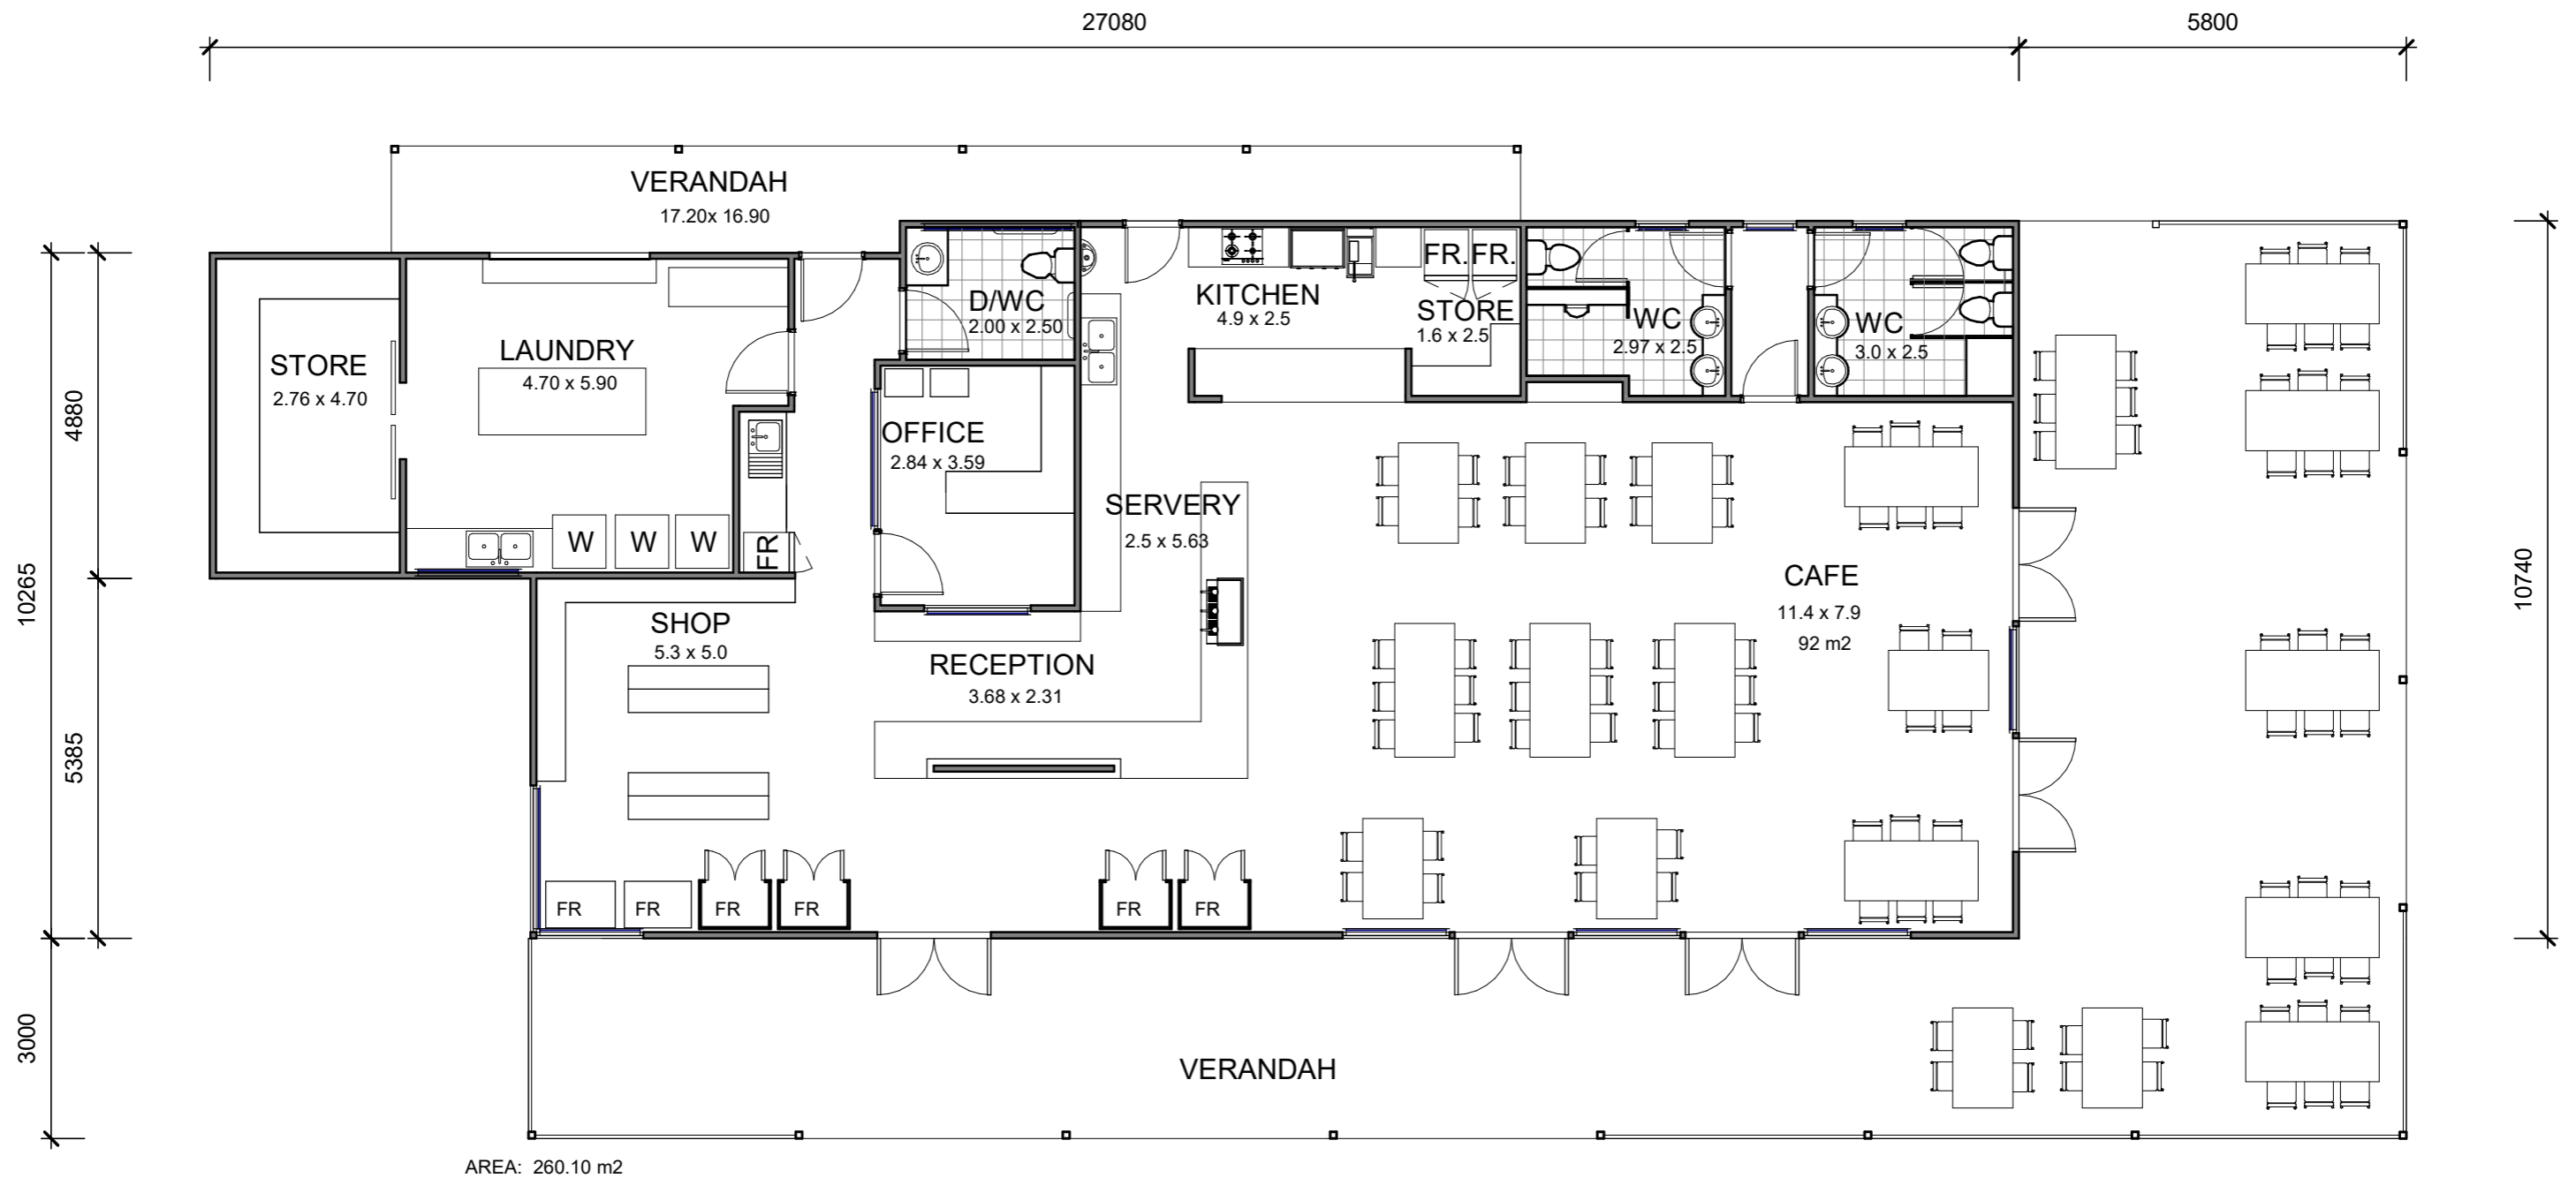 27080
5800
VERANDAH
17.20x 16.90
10265
4880
5385
3000
10740
STORE
2.76 x 4.70
LAUNDRY
4.70 x 5.90
W
W
W
FR
D/WC
2.00 x 2.50
OFFICE
2.84 x 3.59
KITCHEN
4.9 x 2.5
FR.
FR.
STORE
1.6 x 2.5
WC
2.97 x 2.5
WC
3.0 x 2.5
SERVERY
2.5 x 5.63
CAFE
11.4 x 7.9
92 m2
SHOP
5.3 x 5.0
RECEPTION
3.68 x 2.31
FR
FR
FR
FR
FR
FR
VERANDAH
AREA: 260.10 m2